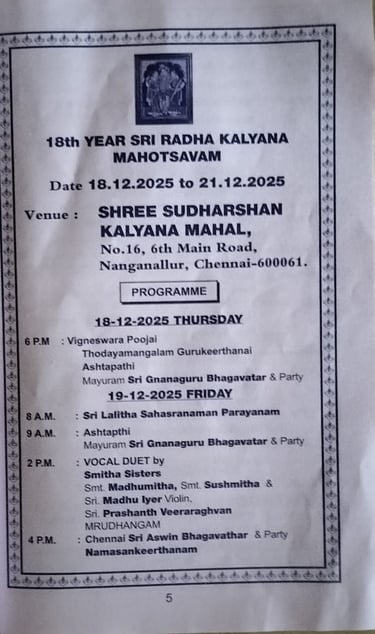 18th YEAR SRI RADHA KALYANA
MAHOTSAVAM
Date 18.12.2025 to 21.12.2025
Venue : SHREE SUDHARSHAN
KALYANA MAHAL,
No.16, 6th Main Road,
Nanganallur, Chennai-600061.
PROGRAMME
18-12-2025 THURSDAY
6 P.M : Vigneswara Poojai
Thodayamangalam Gurukeerthanai
Ashtapathi
Mayuram Sri Gnanaguru Bhagavatar & Party
19-12-2025 FRIDAY
8 A.M. : Sri Lalitha Sahasranaman Parayanam
9 A.M. : Ashtapthi
Mayuram Sri Gnanaguru Bhagavatar & Party
2 P.M. : VOCAL DUET by
Smitha Sisters
Smt. Madhumitha, Smt. Sushmitha &
Sri. Madhu Iyer Violin,
Sri. Prashanth Veeraraghvan
MRUDHANGAM
4 P.M. : Chennai Sri Aswin Bhagavathar & Party
Namasankeerthanam
5